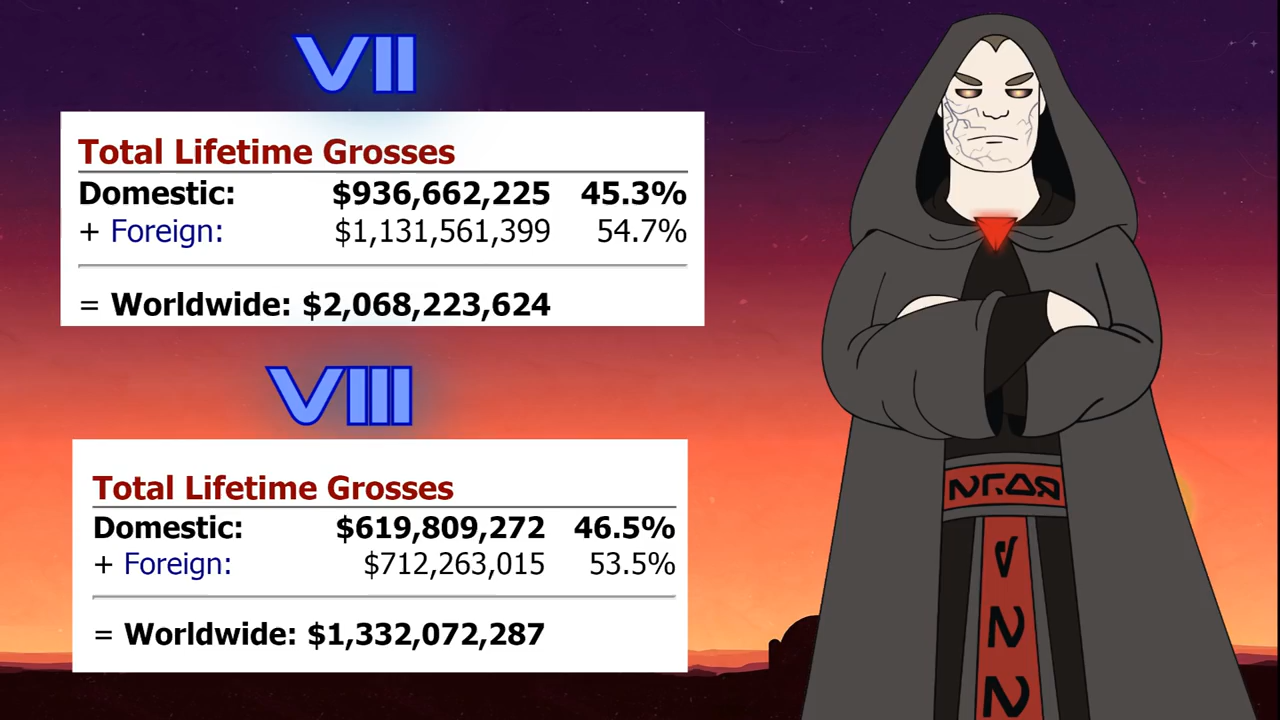 VII
Total Lifetime Grosses
Domestic: $936,662,225 45.3%
+ Foreign: $1,131,561,399 54.7%
= Worldwide: $2,068,223,624
VIII
Total Lifetime Grosses
Domestic: $619,809,272 46.5%
+ Foreign: $712,263,015 53.5%
= Worldwide: $1,332,072,287